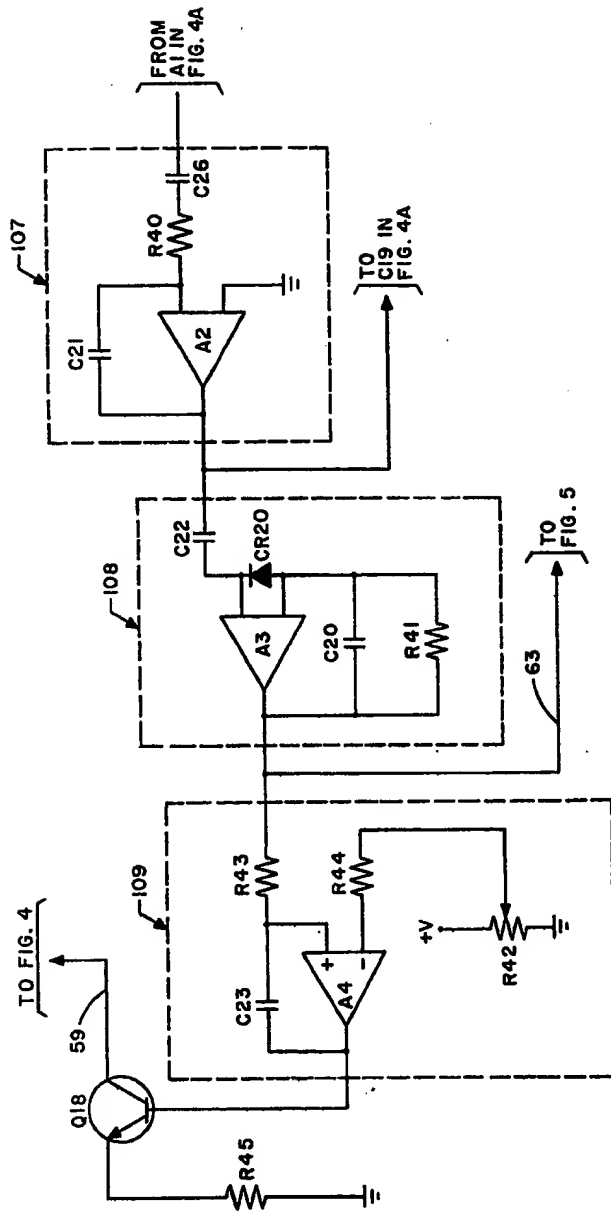 TO FIG. 4
59
Q18
R45
109
R43
C23
+
-
A4
R44
+V
R42
63
TO
FIG. 5
108
C22
CR20
A3
C20
R41
TO
C19 IN
FIG. 4A
107
C21
R40
C26
A2
FROM
A1 IN
FIG. 4A